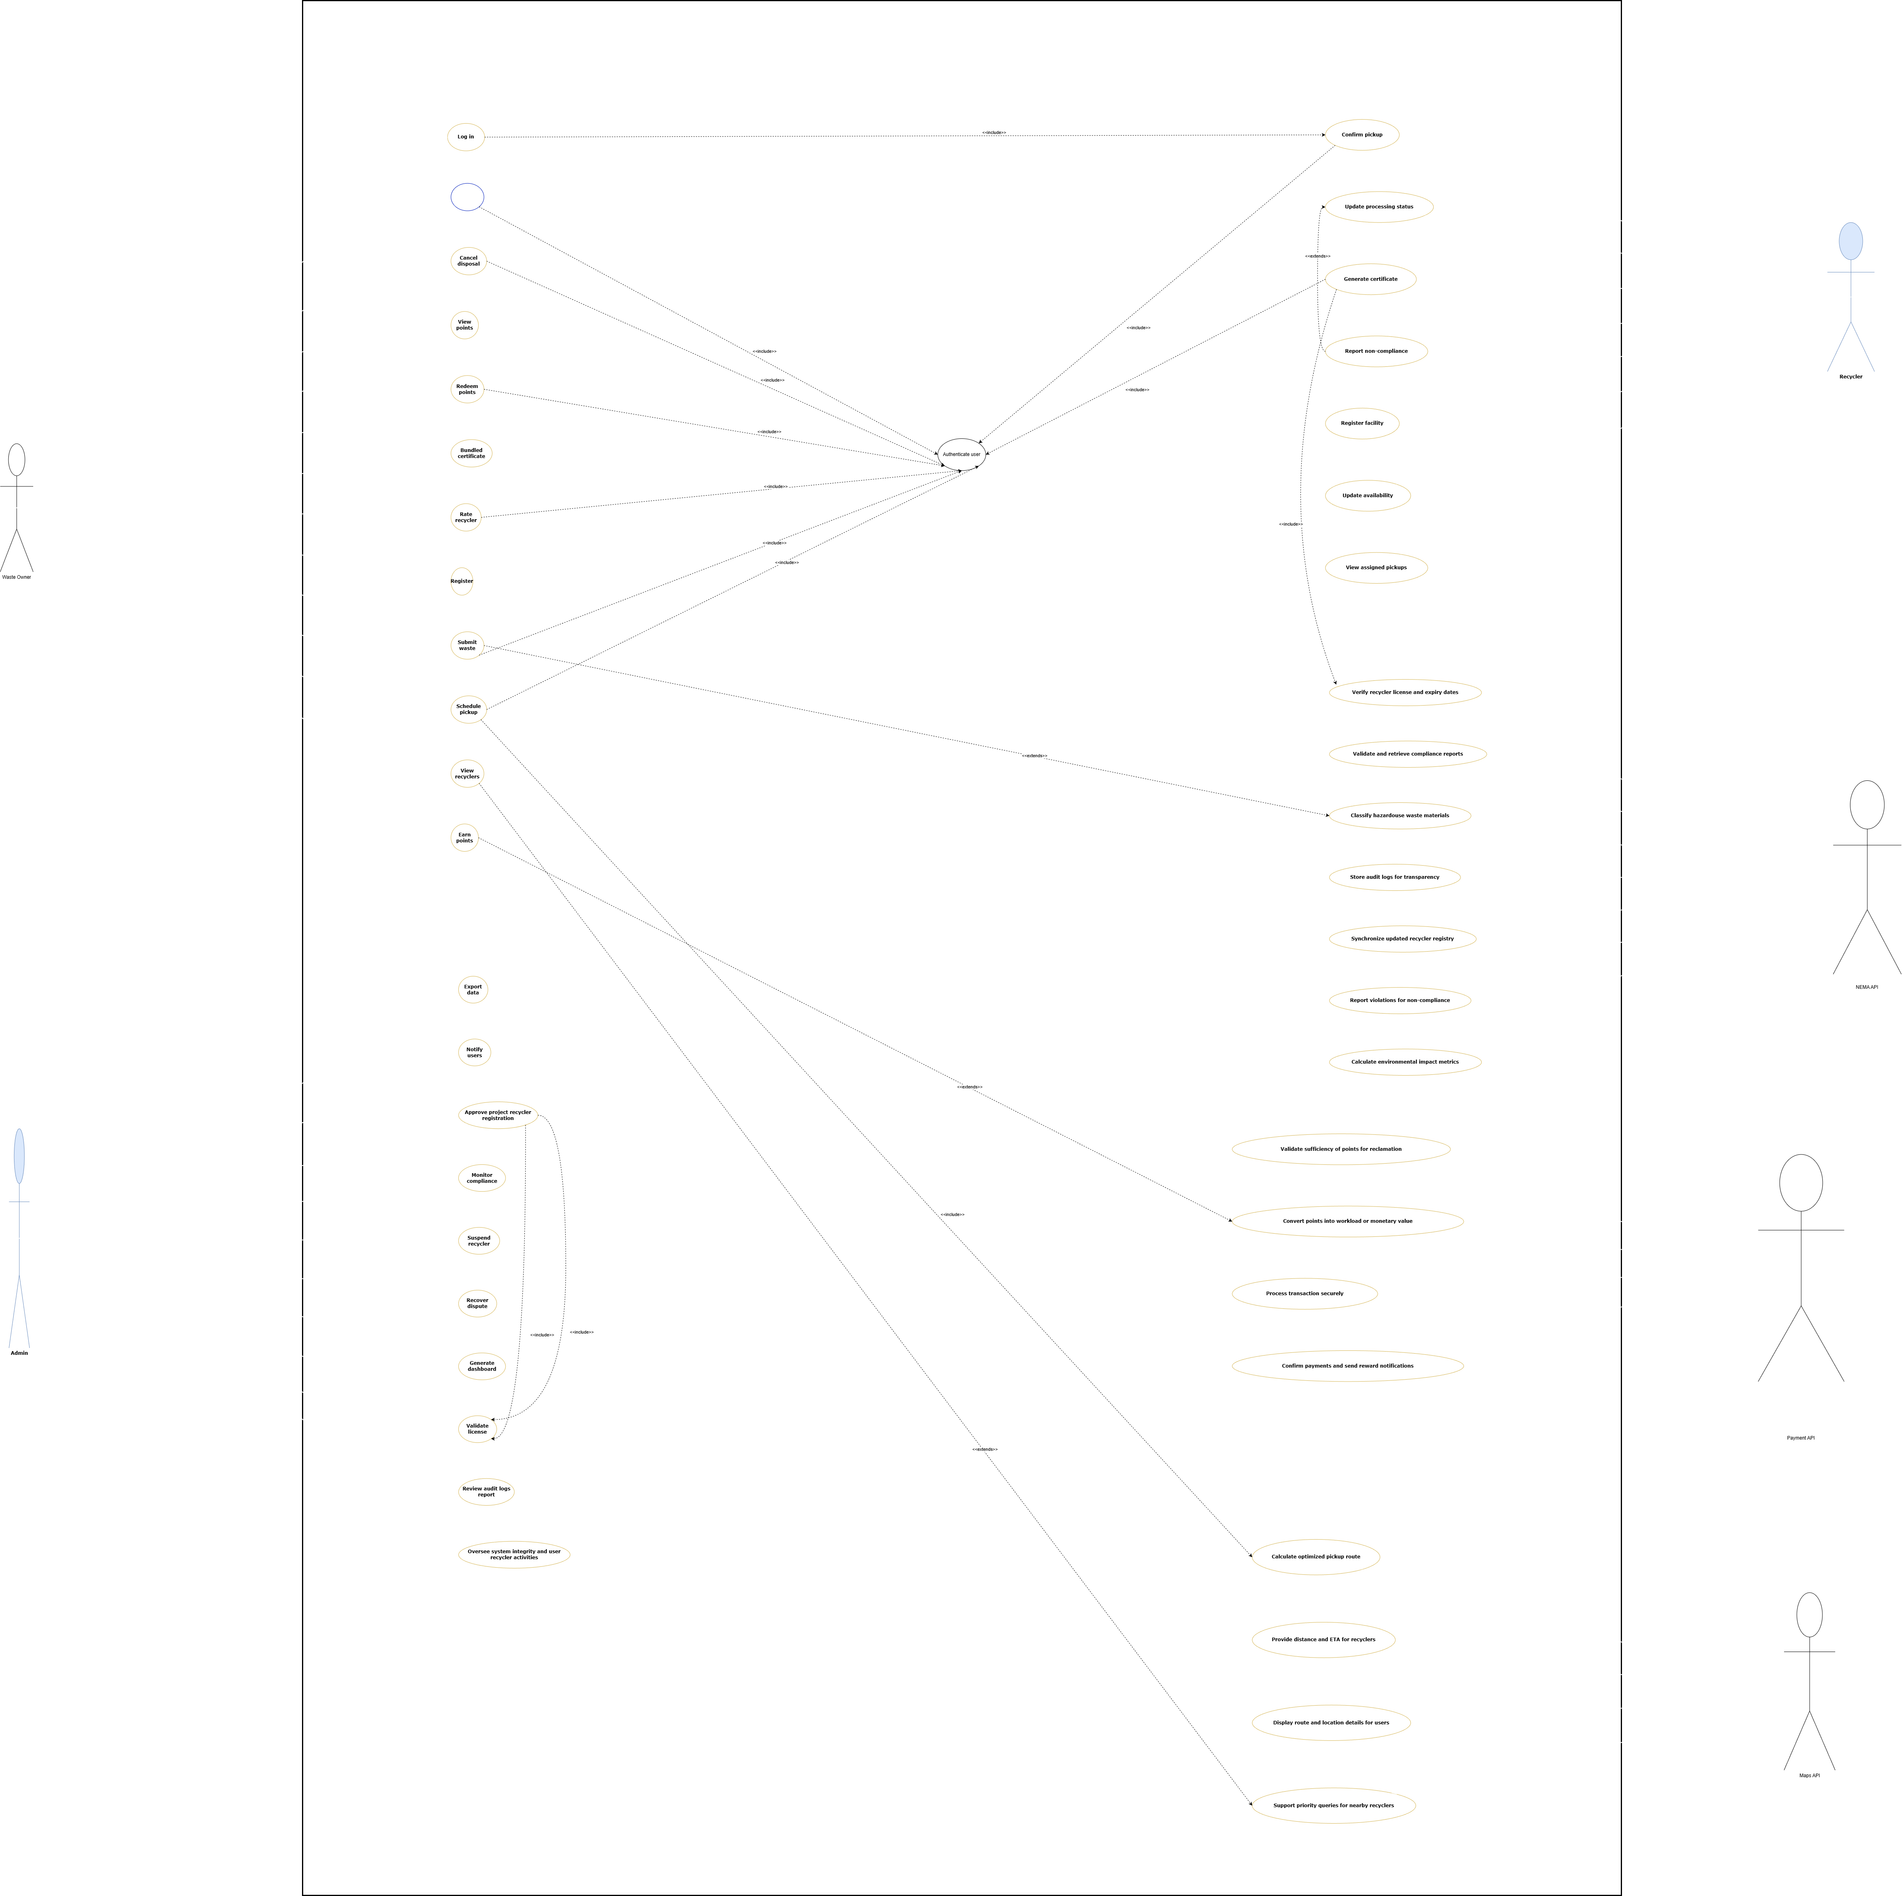 Log in
<<include>>
Confirm pickup
Update processing status
Cancel
disposal
<<extends>>
Generate certificate
View
points
<<include>>
<<include>>
Report non-compliance
Recycler
<<include>>
Redeem
points
<<include>>
Register facility
<<include>>
Bundled
certificate
Authenticate user
<<include>>
Update availability
Rate
recycler
<<include>>
<<include>>
<<include>>
View assigned pickups
Waste Owner
Register
Submit
waste
Verify recycler license and expiry dates
Schedule
pickup
<<extends>>
Validate and retrieve compliance reports
View
recyclers
Classify hazardouse waste materials
Earn
points
Store audit logs for transparency
Synchronize updated recycler registry
Export
data
NEMA API
Report violations for non-compliance
Notify
users
Calculate environmental impact metrics
<<extends>>
Approve project recycler
registration
Validate sufficiency of points for reclamation
Monitor
compliance
<<include>>
Convert points into workload or monetary value
Suspend
recycler
Process transaction securely
Recover
dispute
<<include>>
<<include>>
Admin
Generate
dashboard
Confirm payments and send reward notifications
Validate
license
Payment API
<<extends>>
Review audit logs
report
Oversee system integrity and user
recycler activities
Calculate optimized pickup route
Provide distance and ETA for recyclers
Display route and location details for users
Maps API
Support priority queries for nearby recyclers